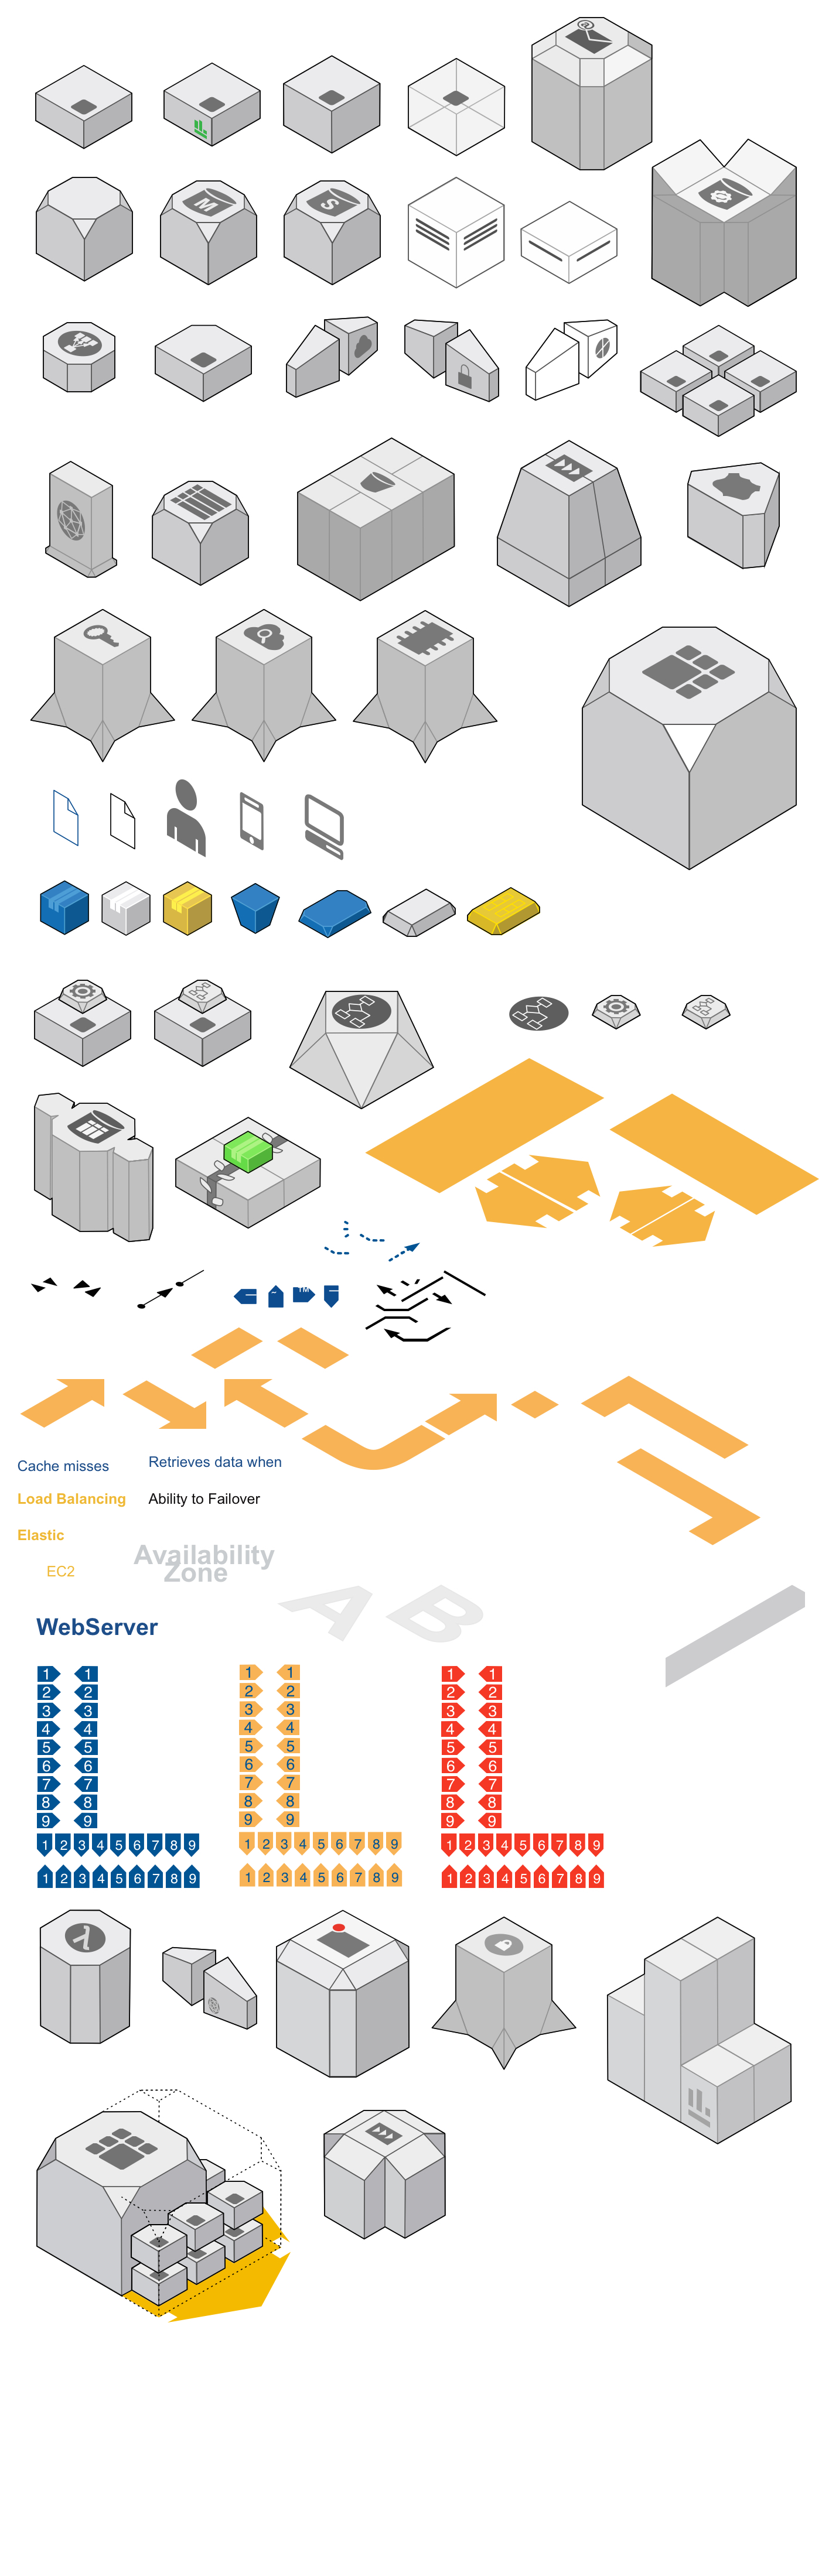 @
M
S
TM
Cache misses
Retrieves data when
Load Balancing
Ability to Failover
Elastic
Availability
Zone
EC2
A B
WebServer
1 1 1 1 1 1
2 2 2 2 2 2
3 3 3 3 3 3
4 4 4 4 4 4
5 5 5 5 5 5
6 6 6 6 6 6
7 7 7 7 7 7
8 8 8 8 8 8
9 9 9 9 9 9
1 2 3 4 5 6 7 8 9 1 2 3 4 5 6 7 8 9 1 2 3 4 5 6 7 8 9
1 2 3 4 5 6 7 8 9 1 2 3 4 5 6 7 8 9 1 2 3 4 5 6 7 8 9
λ